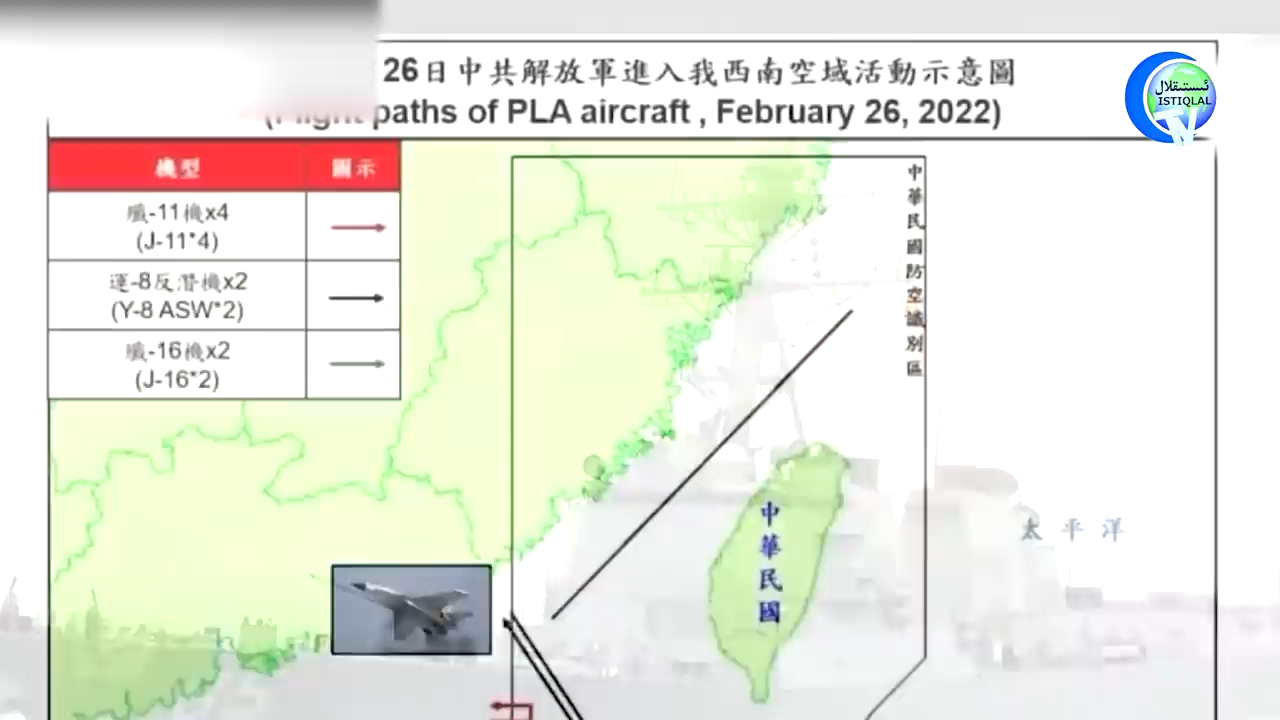 26日中共解放軍進入我西南空域活動示意圖
(Flight paths of PLA aircraft , February 26, 2022)
ئىستىقلال
ISTIQLAL
TV
機型 圖示
殲-11機x4
(J-11*4)
運-8反潛機x2
(Y-8 ASW*2)
殲-16機x2
(J-16*2)
中華民國防空識別區
中華民國
太平洋